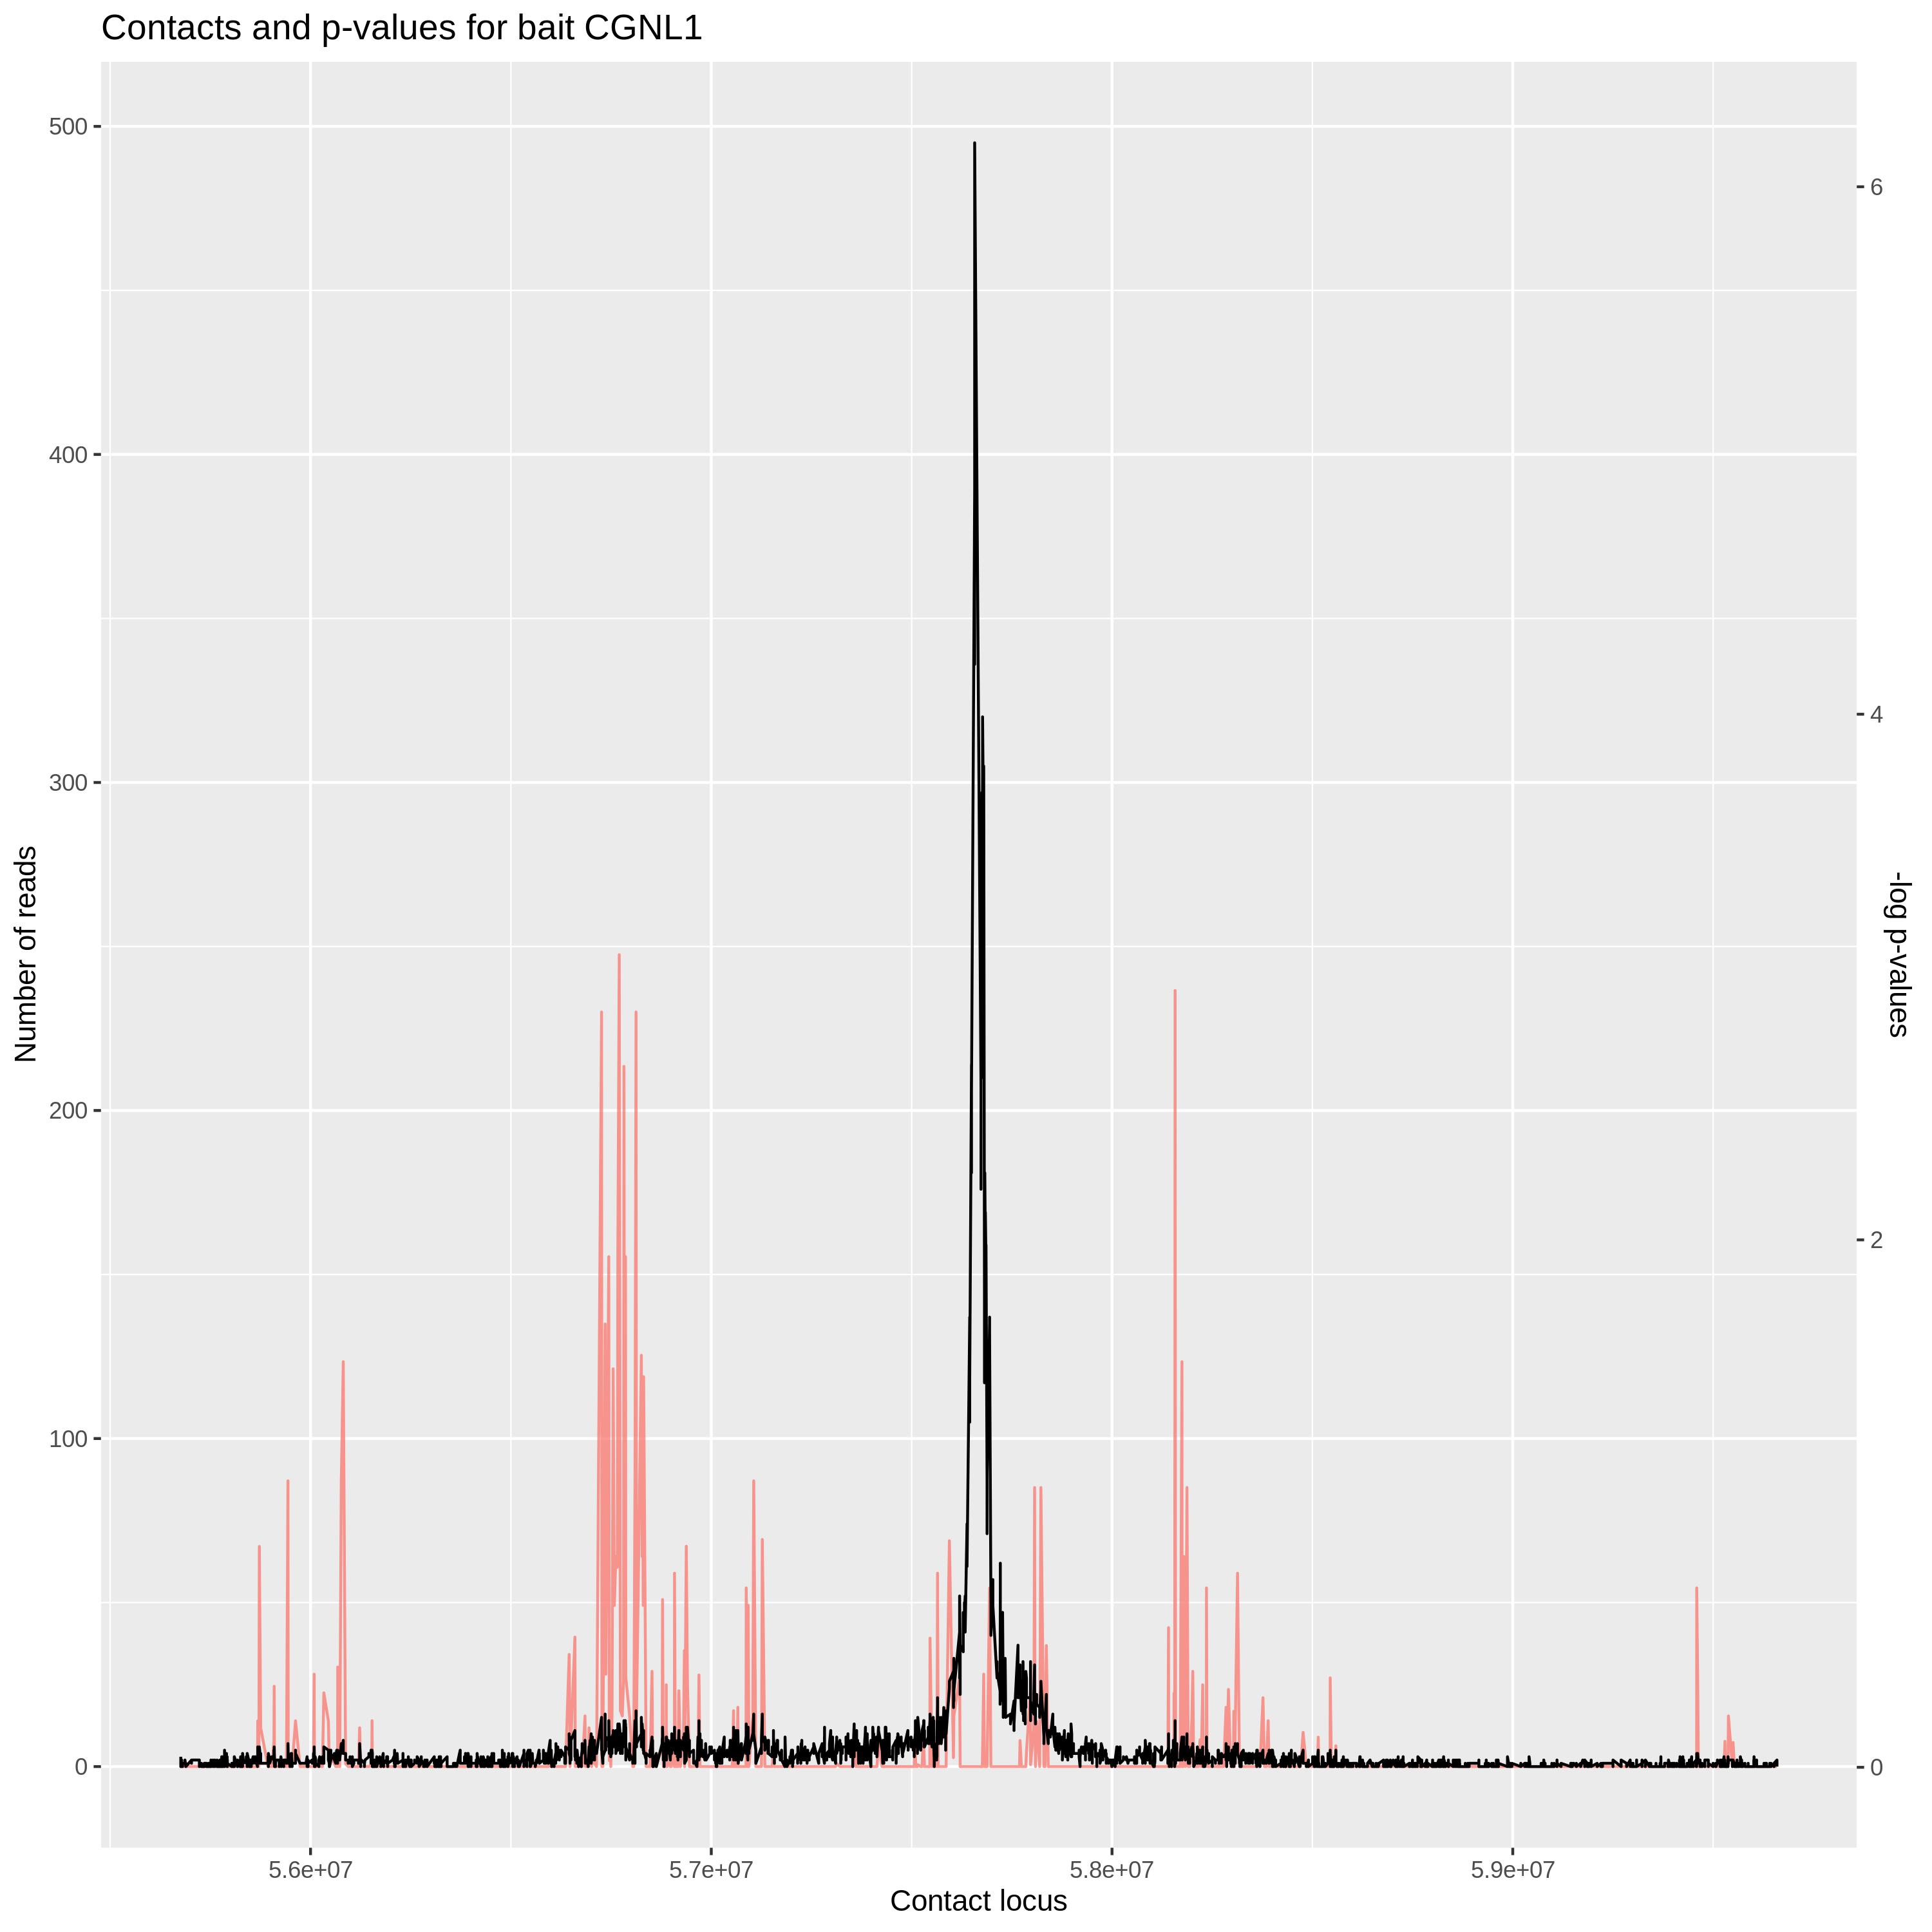 Contacts and p-values for bait CGNL1
500
400
300
200
100
0
Number of reads
6
4
2
0
-log p-values
5.6e+07 5.7e+07 5.8e+07 5.9e+07
Contact locus